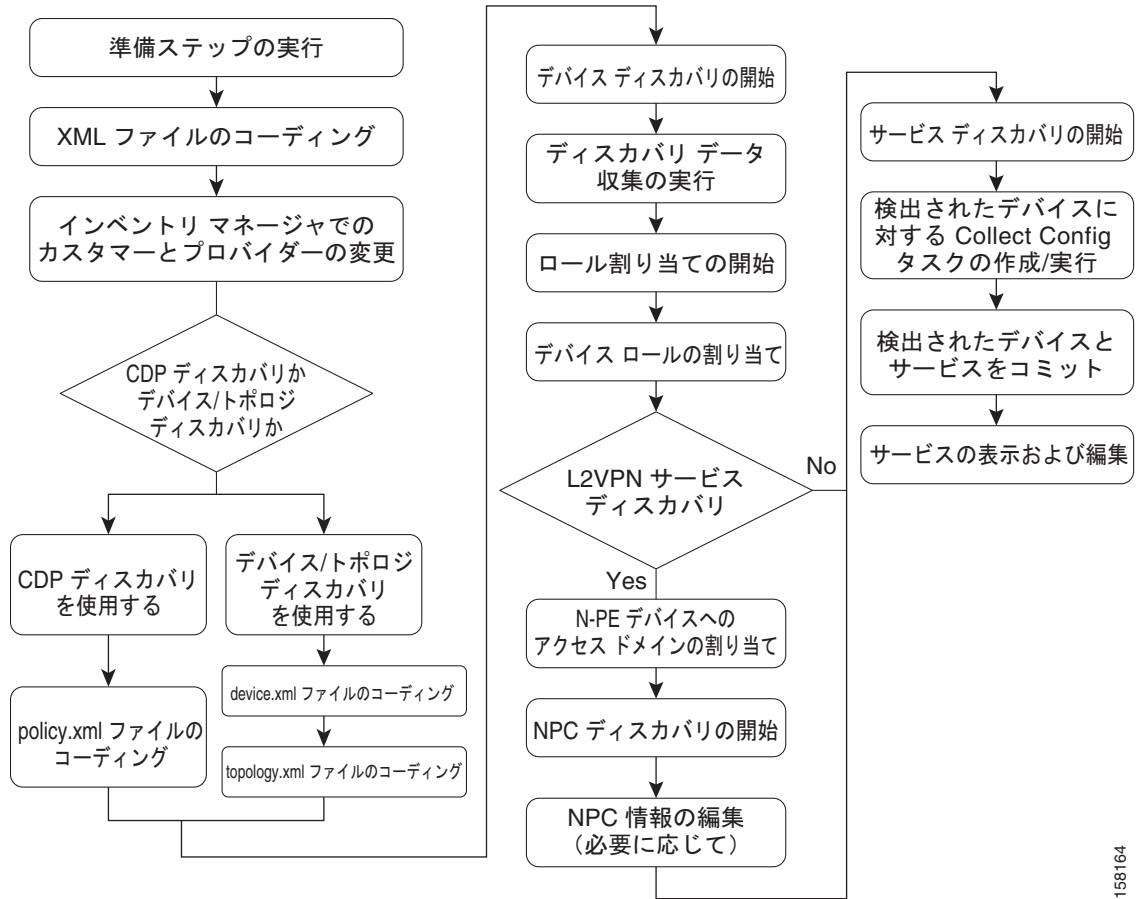 準備ステップの実行
XML ファイルのコーディング
インベントリ マネージャでの
カスタマーとプロバイダーの変更
CDP ディスカバリか
デバイス/トポロジ
ディスカバリか
CDP ディスカバリ
を使用する
policy.xml ファイルの
コーディング
デバイス/トポロジ
ディスカバリ
を使用する
device.xml ファイルのコーディング
topology.xml ファイルのコーディング
デバイス ディスカバリの開始
ディスカバリ データ
収集の実行
ロール割り当ての開始
デバイス ロールの割り当て
L2VPN サービス
ディスカバリ
No
Yes
N-PE デバイスへの
アクセス ドメインの割り当て
NPC ディスカバリの開始
NPC 情報の編集
（必要に応じて）
サービス ディスカバリの開始
検出されたデバイスに
対する Collect Config
タスクの作成/実行
検出されたデバイスと
サービスをコミット
サービスの表示および編集
158164